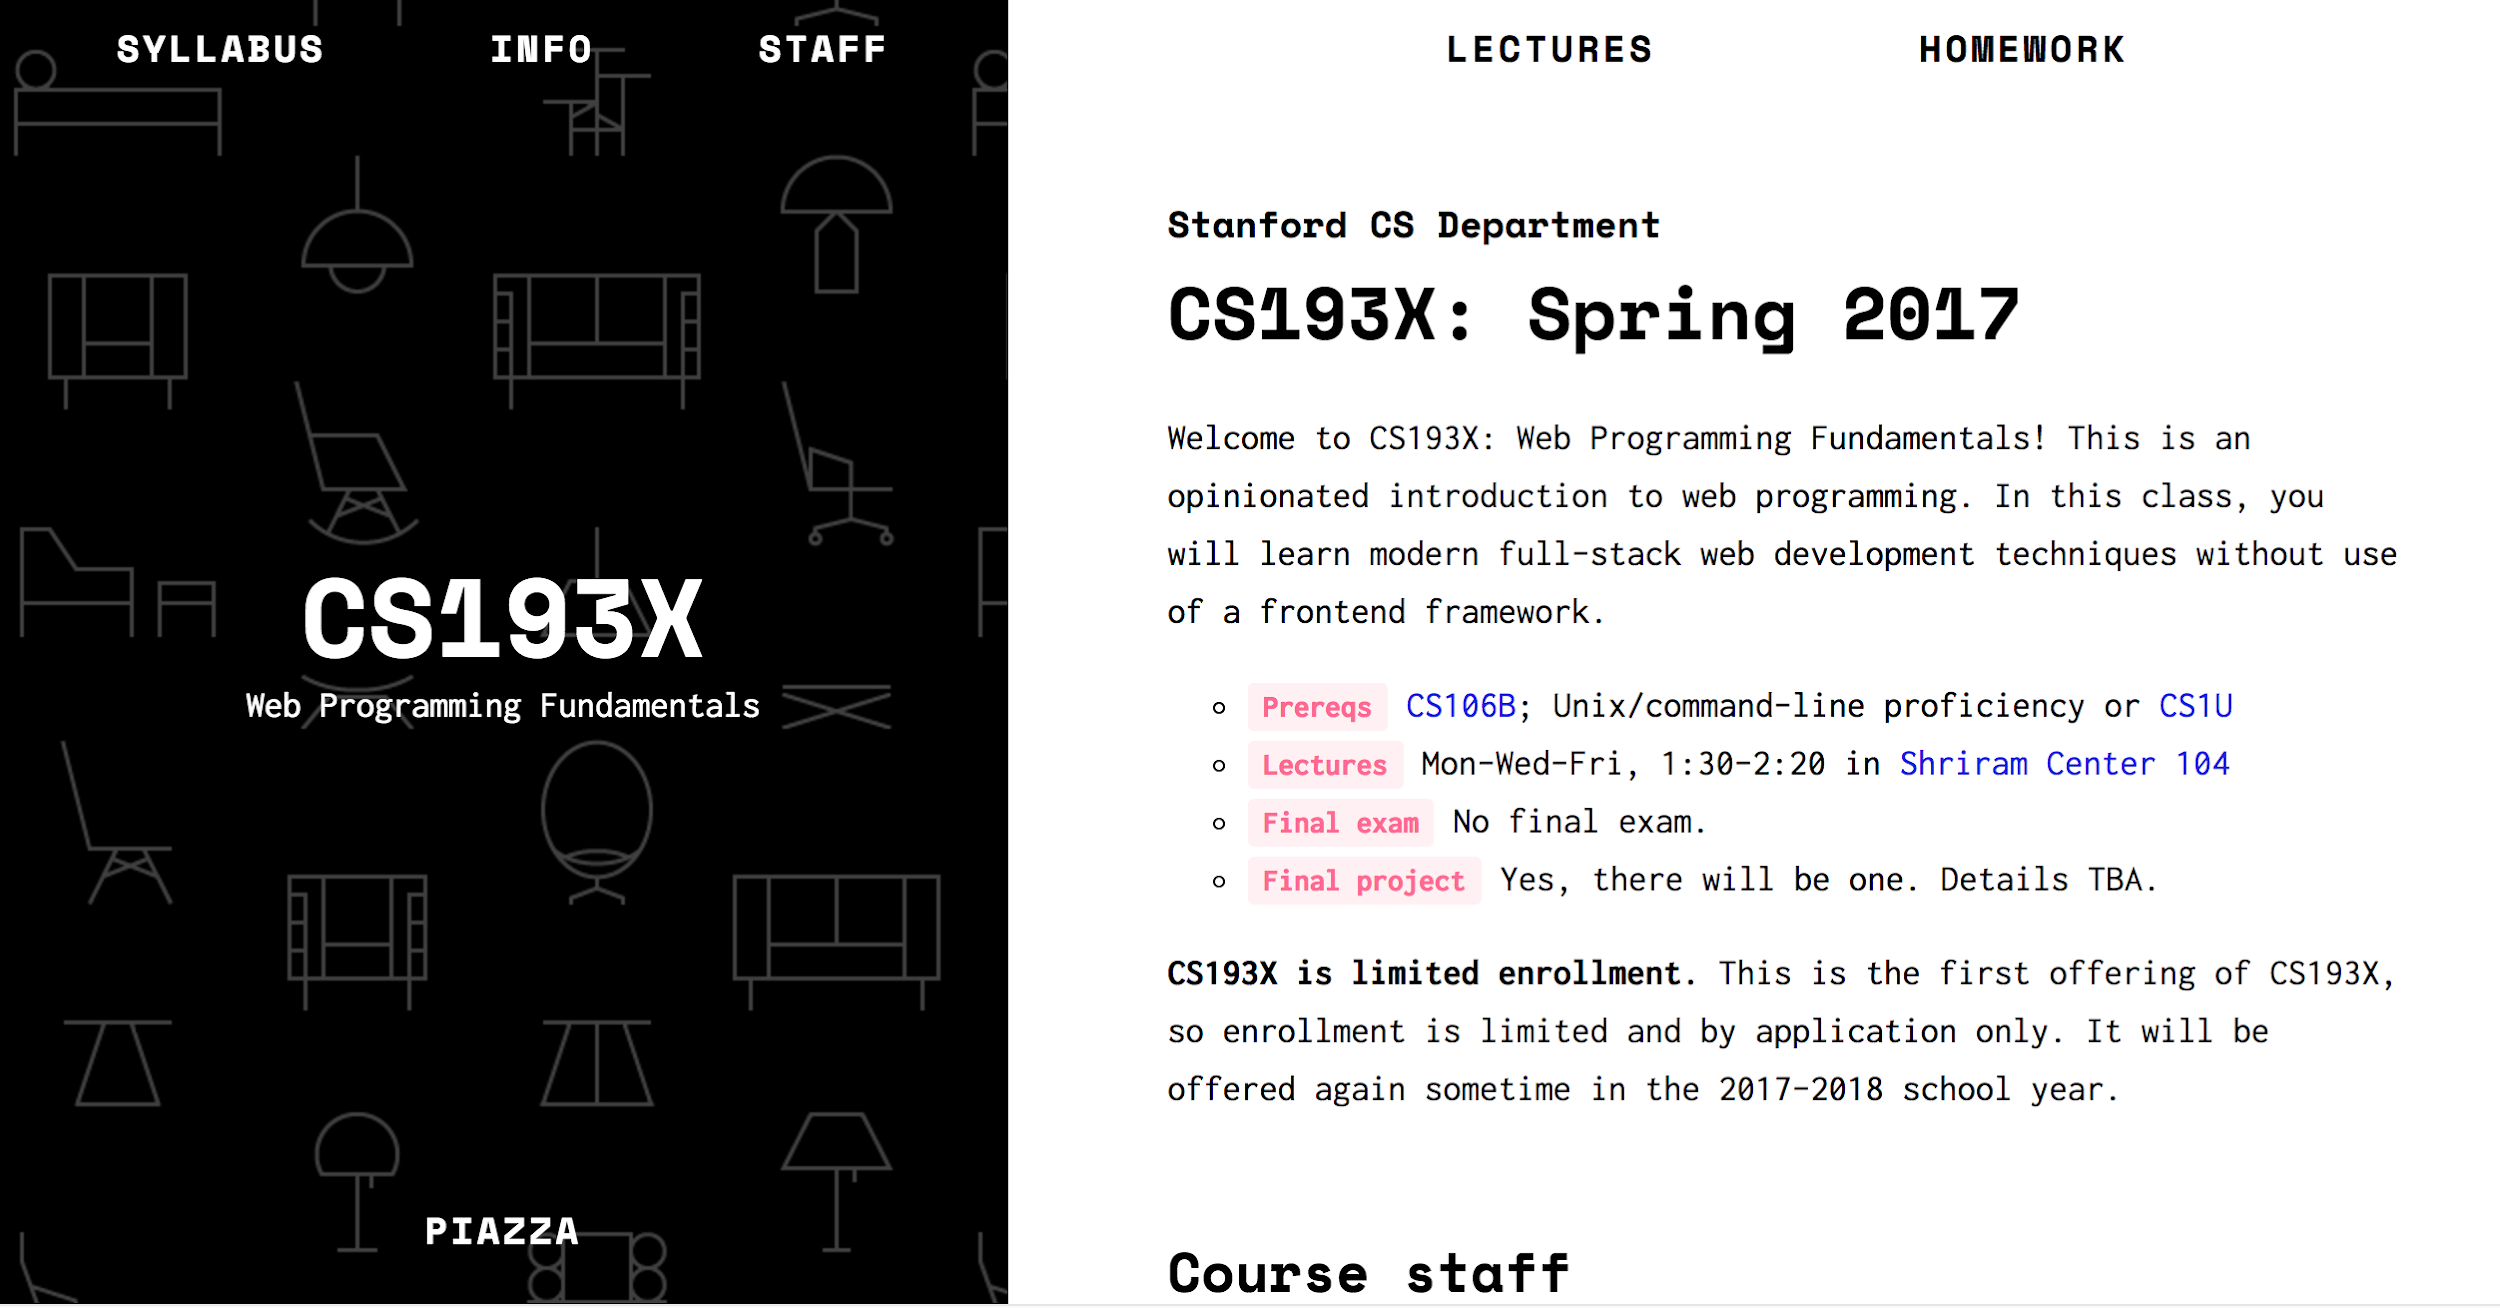 SYLLABUS INFO STAFF
CS193X
Web Programming Fundamentals
PIAZZA
LECTURES HOMEWORK
Stanford CS Department
CS193X: Spring 2017
Welcome to CS193X: Web Programming Fundamentals! This is an
opinionated introduction to web programming. In this class, you
will learn modern full-stack web development techniques without use
of a frontend framework.
Prereqs CS106B; Unix/command-line proficiency or CS1U
Lectures Mon-Wed-Fri, 1:30-2:20 in Shriram Center 104
Final exam No final exam.
Final project Yes, there will be one. Details TBA.
CS193X is limited enrollment. This is the first offering of CS193X,
so enrollment is limited and by application only. It will be
offered again sometime in the 2017-2018 school year.
Course staff